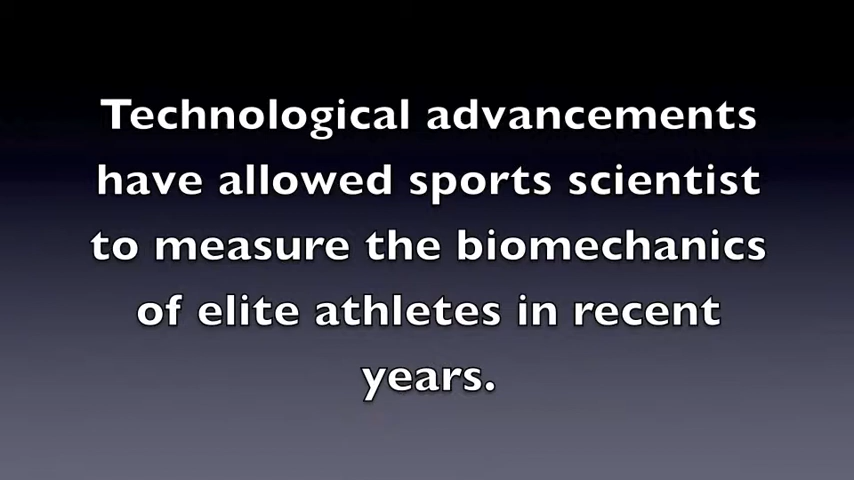 Technological advancements
have allowed sports scientist
to measure the biomechanics
of elite athletes in recent
years.